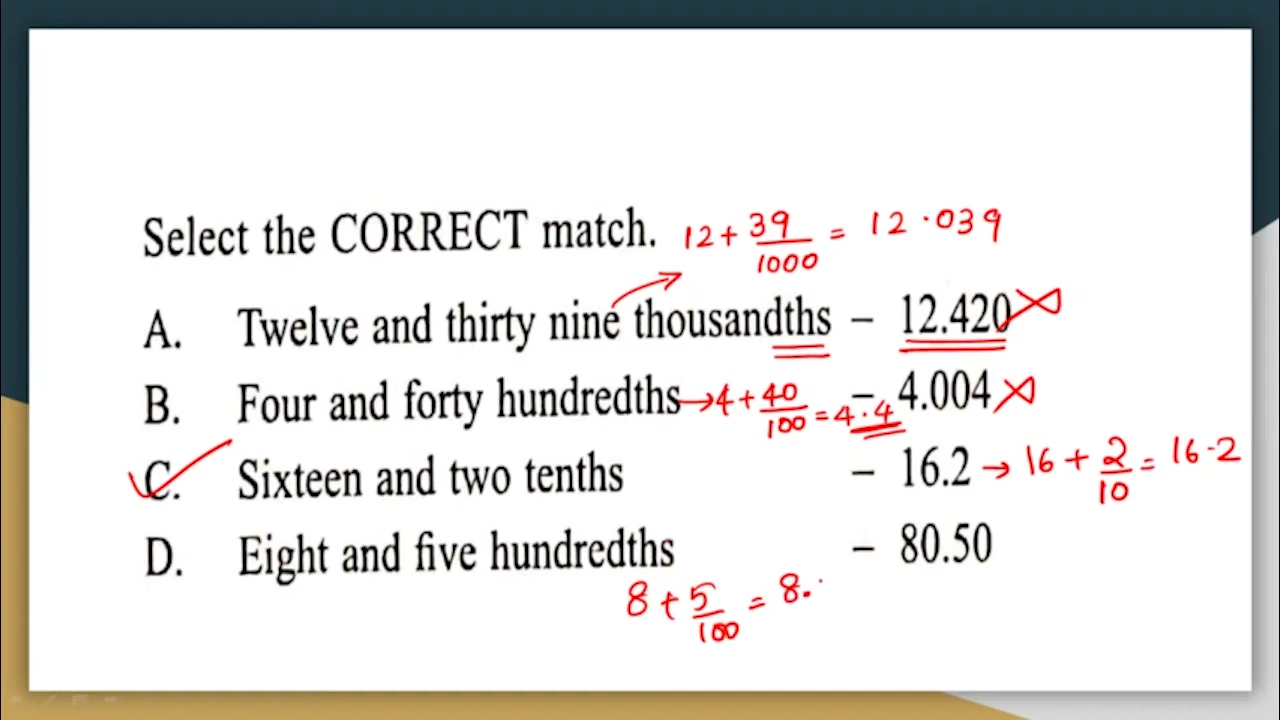 Select the CORRECT match. 12 + 39/1000 = 12.039
A. Twelve and thirty nine thousandths – 12.420
B. Four and forty hundredths → 4 + 40/100 = 4.4 – 4.004
C. Sixteen and two tenths – 16.2 → 16 + 2/10 = 16.2
D. Eight and five hundredths – 80.50
8 + 5/100 = 8.